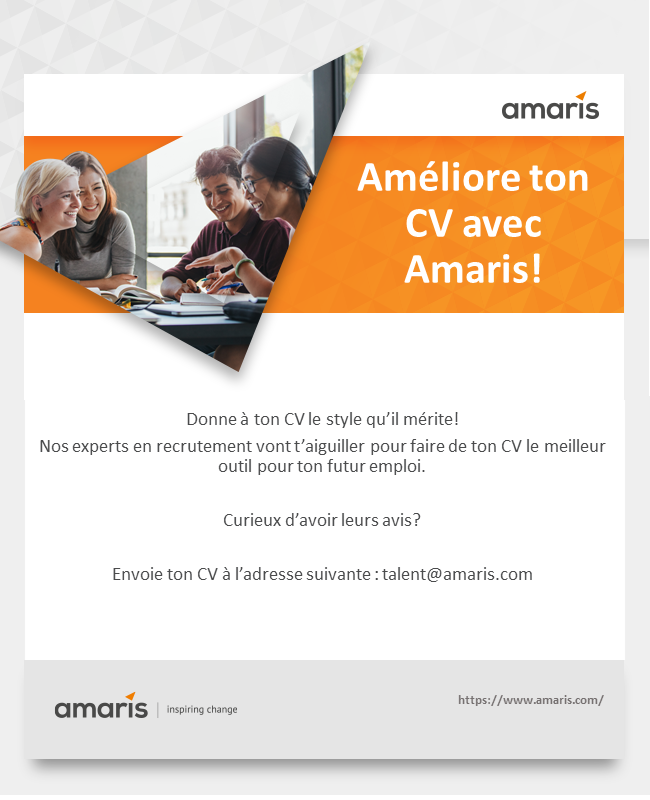 amaris
Améliore ton
CV avec
Amaris!
Donne à ton CV le style qu’il mérite!
Nos experts en recrutement vont t’aiguiller pour faire de ton CV le meilleur
outil pour ton futur emploi.
Curieux d’avoir leurs avis?
Envoie ton CV à l’adresse suivante : talent@amaris.com
amaris | inspiring change
https://www.amaris.com/